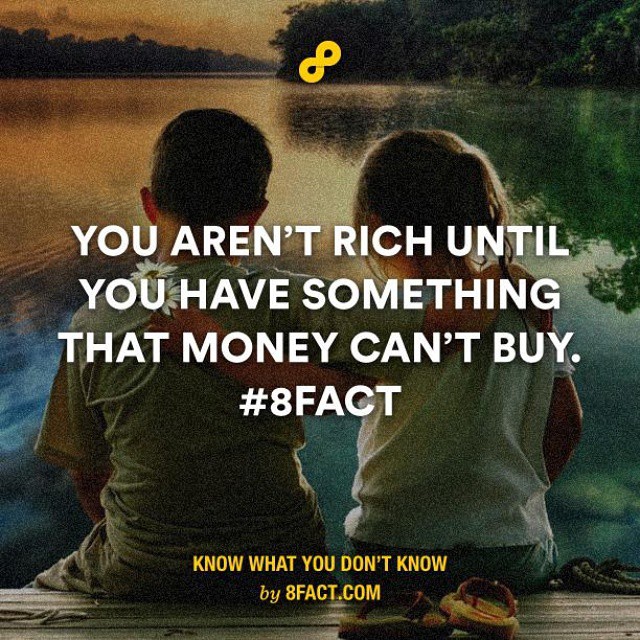 YOU AREN'T RICH UNTIL
YOU HAVE SOMETHING
THAT MONEY CAN'T BUY.
#8FACT
KNOW WHAT YOU DON'T KNOW
by 8FACT.COM